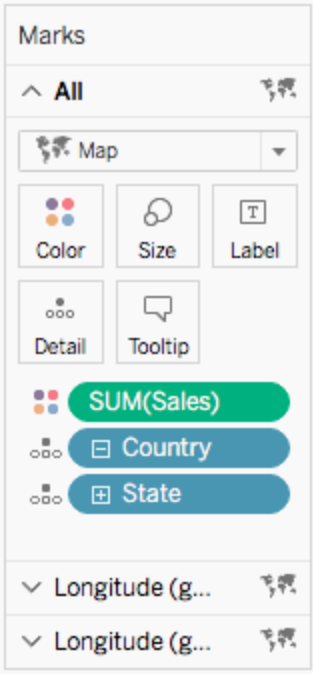 Marks
All
Map
Color Size Label
T
Detail Tooltip
SUM(Sales)
Country
State
Longitude (g...
Longitude (g...